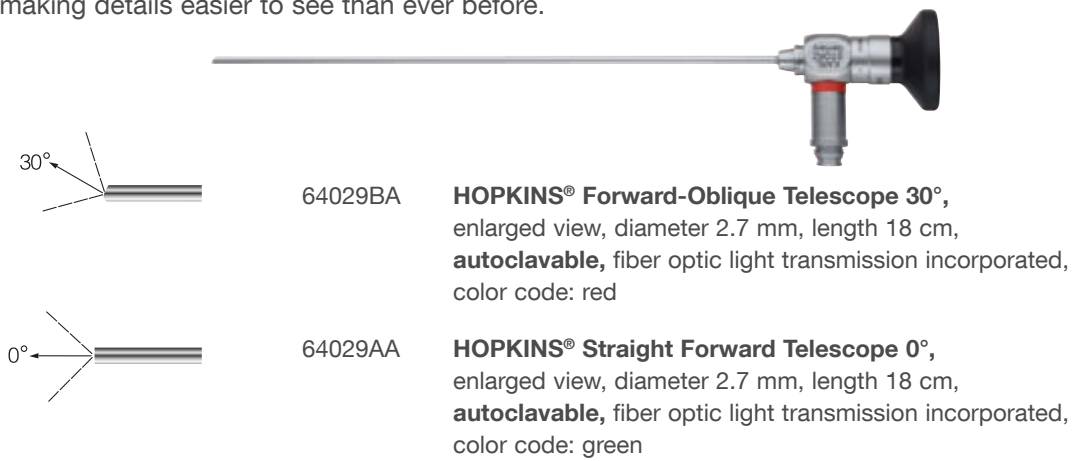 making details easier to see than ever before.
30°
64029BA
HOPKINS® Forward-Oblique Telescope 30°,
enlarged view, diameter 2.7 mm, length 18 cm,
autoclavable, fiber optic light transmission incorporated,
color code: red
0°
64029AA
HOPKINS® Straight Forward Telescope 0°,
enlarged view, diameter 2.7 mm, length 18 cm,
autoclavable, fiber optic light transmission incorporated,
color code: green